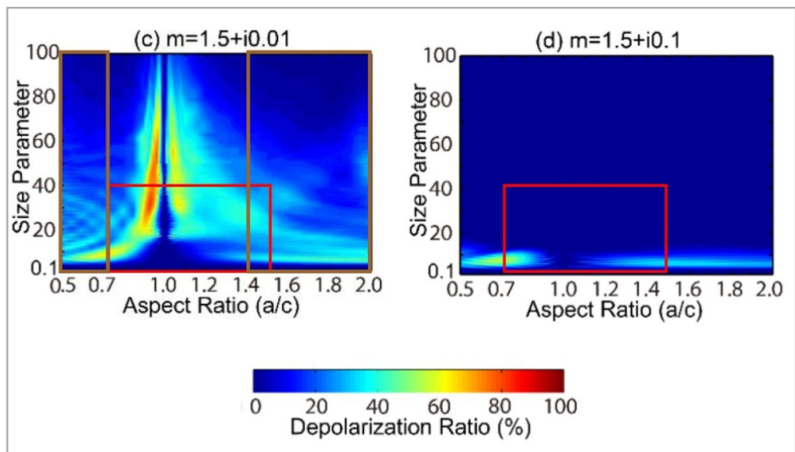 (c) m=1.5+i0.01
100
80
60
40
20
0.1
Size Parameter
0.5 0.7 1.0 1.2 1.4 1.6 1.8 2.0
Aspect Ratio (a/c)
(d) m=1.5+i0.1
100
80
60
40
20
0.1
Size Parameter
0.5 0.7 1.0 1.2 1.4 1.6 1.8 2.0
Aspect Ratio (a/c)
0 20 40 60 80 100
Depolarization Ratio (%)